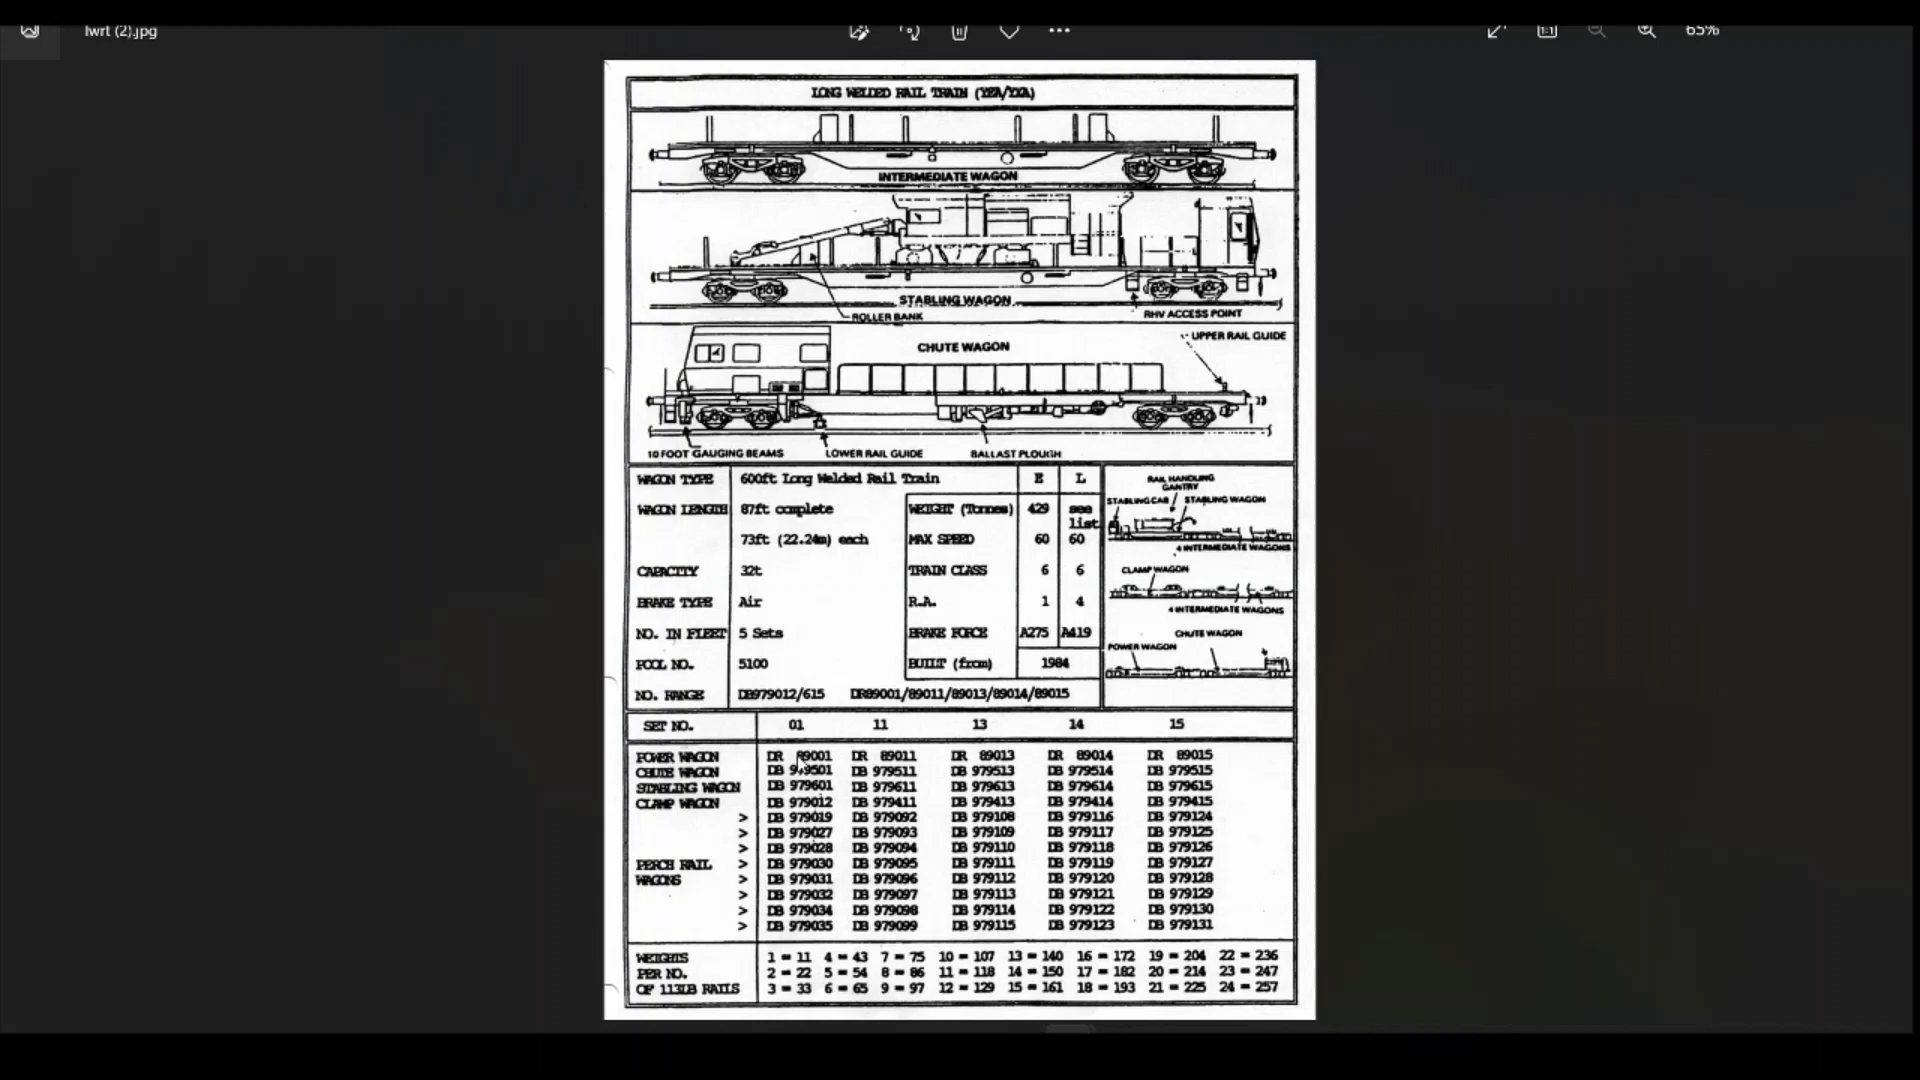 lwrt (2).jpg
65%
LONG WELDED RAIL TRAIN (YEA/YXA)
INTERMEDIATE WAGON
STABLING WAGON
ROLLER BANK
RHV ACCESS POINT
UPPER RAIL GUIDE
CHUTE WAGON
10 FOOT GAUGING BEAMS
LOWER RAIL GUIDE
BALLAST PLOUGH
WAGON TYPE 600ft Long Welded Rail Train E L
WAGON LENGTH 87ft complete WEIGHT (Tonnes) 429 see list
73ft (22.24m) each MAX SPEED 60 60
CAPACITY 32t TRAIN CLASS 6 6
BRAKE TYPE Air R.A. 1 4
NO. IN FLEET 5 Sets BRAKE FORCE A275 A419
POOL NO. 5100 BUILT (from) 1984
NO. RANGE DB979012/615 DR89001/89011/89013/89014/89015
RAIL HANDLING
GANTRY
STABLING CAB STABLING WAGON
4 INTERMEDIATE WAGONS
CLAMP WAGON
4 INTERMEDIATE WAGONS
CHUTE WAGON
POWER WAGON
SET NO. 01 11 13 14 15
POWER WAGON DR 89001 DR 89011 DR 89013 DR 89014 DR 89015
CHUTE WAGON DB 979501 DB 979511 DB 979513 DB 979514 DB 979515
STABLING WAGON DB 979601 DB 979611 DB 979613 DB 979614 DB 979615
CLAMP WAGON DB 979012 DB 979411 DB 979413 DB 979414 DB 979415
> DB 979019 DB 979092 DB 979108 DB 979116 DB 979124
> DB 979027 DB 979093 DB 979109 DB 979117 DB 979125
> DB 979028 DB 979094 DB 979110 DB 979118 DB 979126
PERCH RAIL > DB 979030 DB 979095 DB 979111 DB 979119 DB 979127
WAGONS > DB 979031 DB 979096 DB 979112 DB 979120 DB 979128
> DB 979032 DB 979097 DB 979113 DB 979121 DB 979129
> DB 979034 DB 979098 DB 979114 DB 979122 DB 979130
> DB 979035 DB 979099 DB 979115 DB 979123 DB 979131
WEIGHTS 1 = 11 4 = 43 7 = 75 10 = 107 13 = 140 16 = 172 19 = 204 22 = 236
PER NO. 2 = 22 5 = 54 8 = 86 11 = 118 14 = 150 17 = 182 20 = 214 23 = 247
OF 113LB RAILS 3 = 33 6 = 65 9 = 97 12 = 129 15 = 161 18 = 193 21 = 225 24 = 257